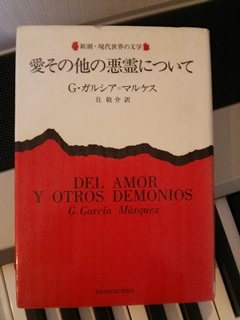 新潮・現代世界の文学
愛その他の悪霊について
G・ガルシア=マルケス
旦 敬介 訳
DEL AMOR
Y OTROS DEMONIOS
G. García Márquez